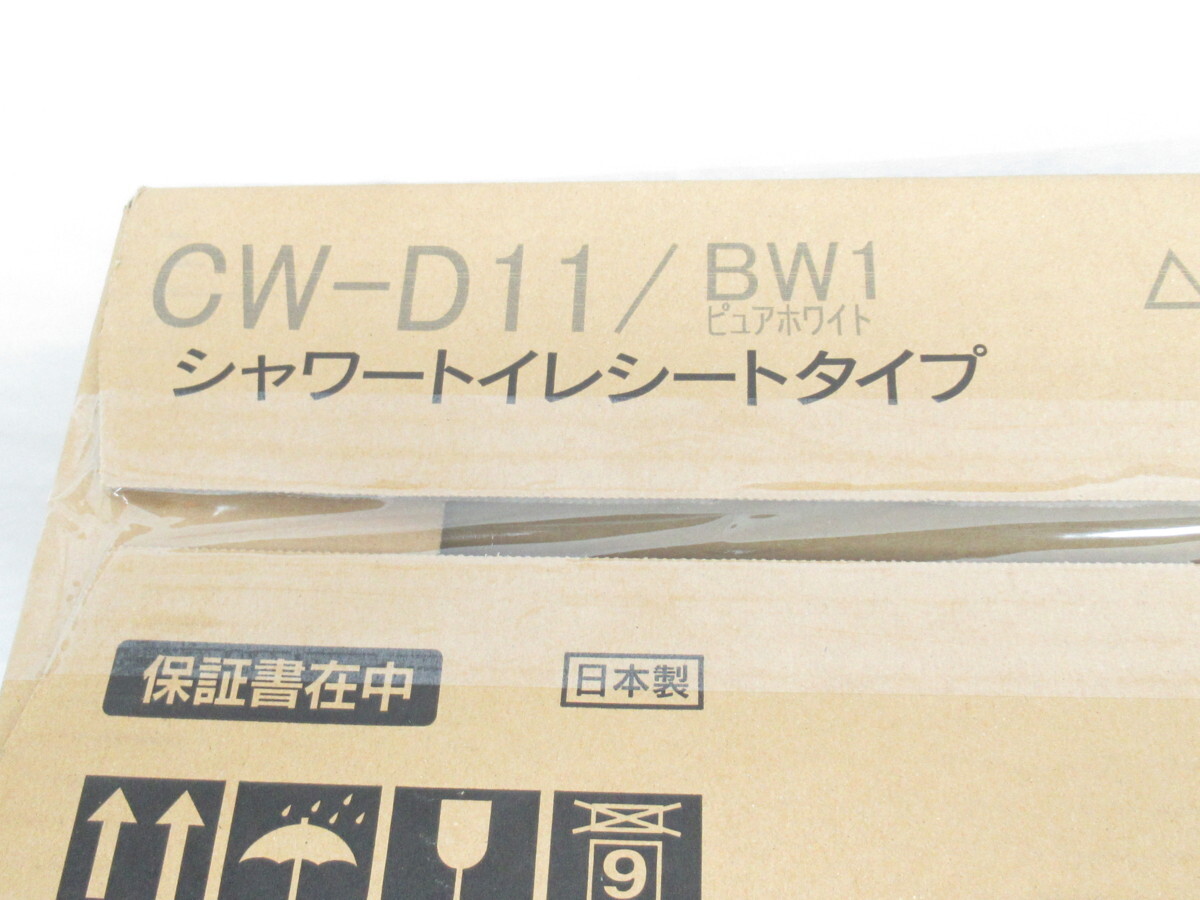 CW-D11/BW1
ピュアホワイト
シャワートイレシートタイプ
保証書在中
日本製
9